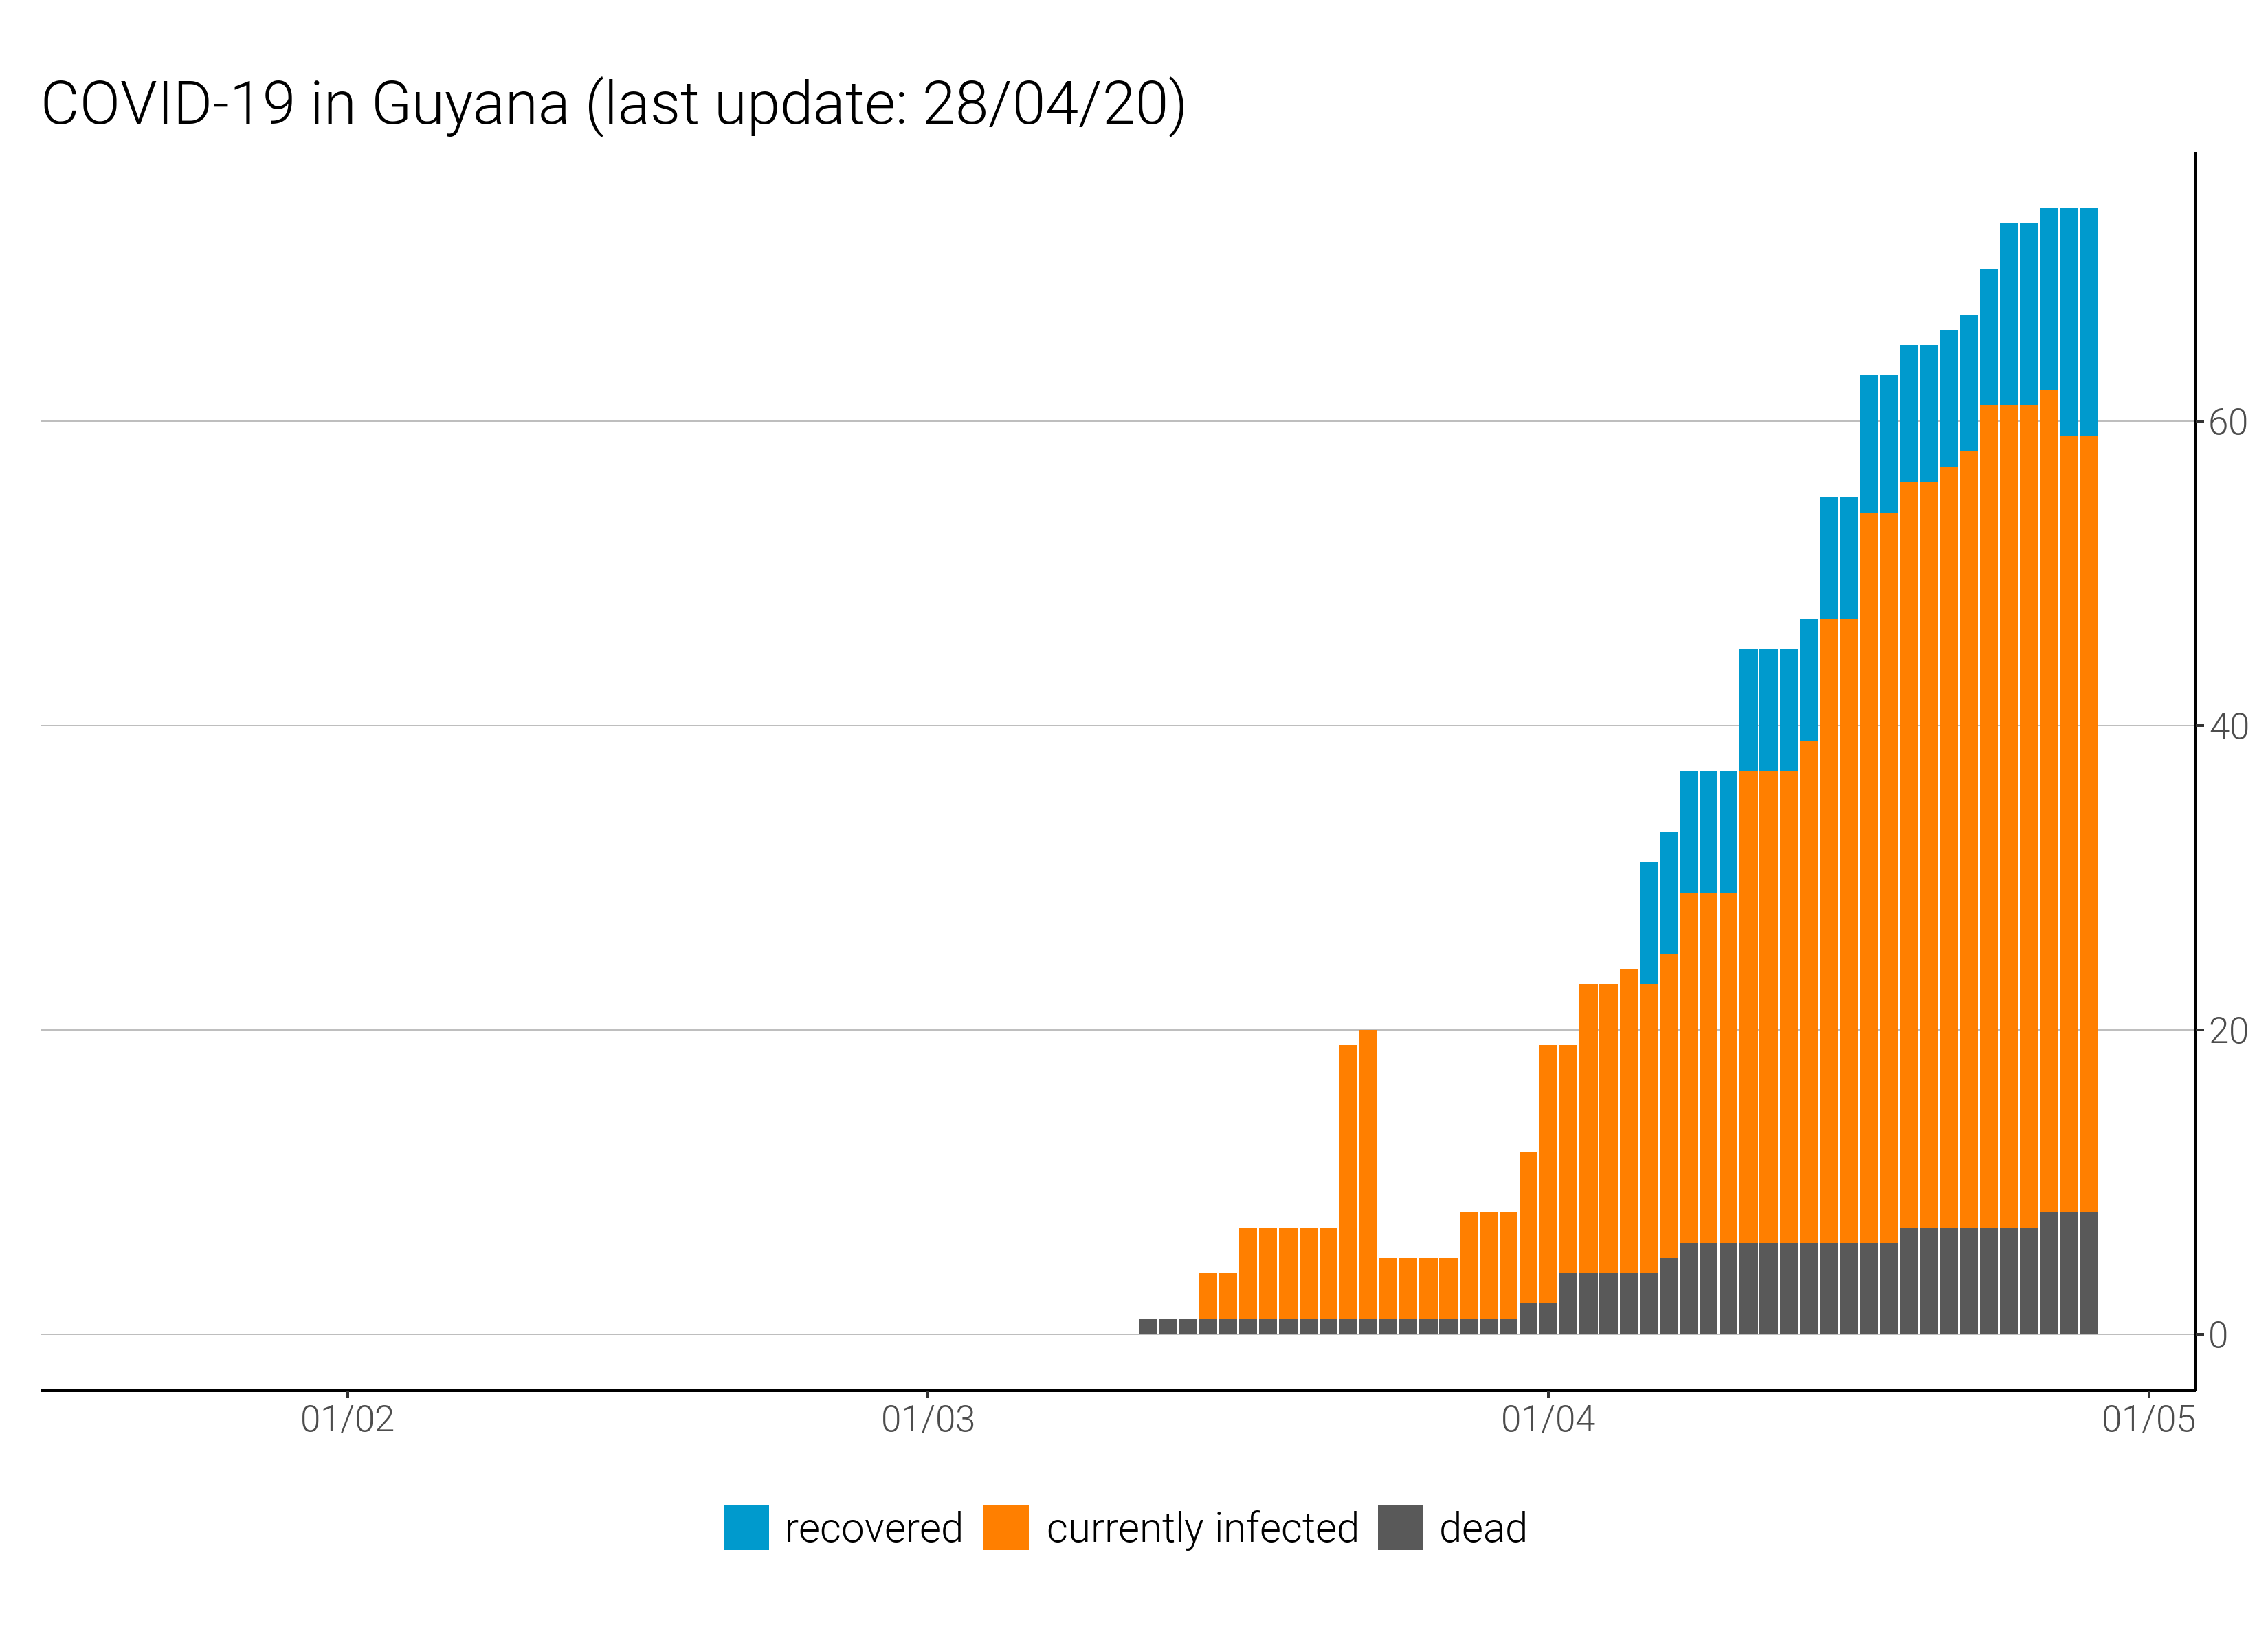 COVID-19 in Guyana (last update: 28/04/20)
60
40
20
0
01/02 01/03 01/04 01/05
recovered currently infected dead